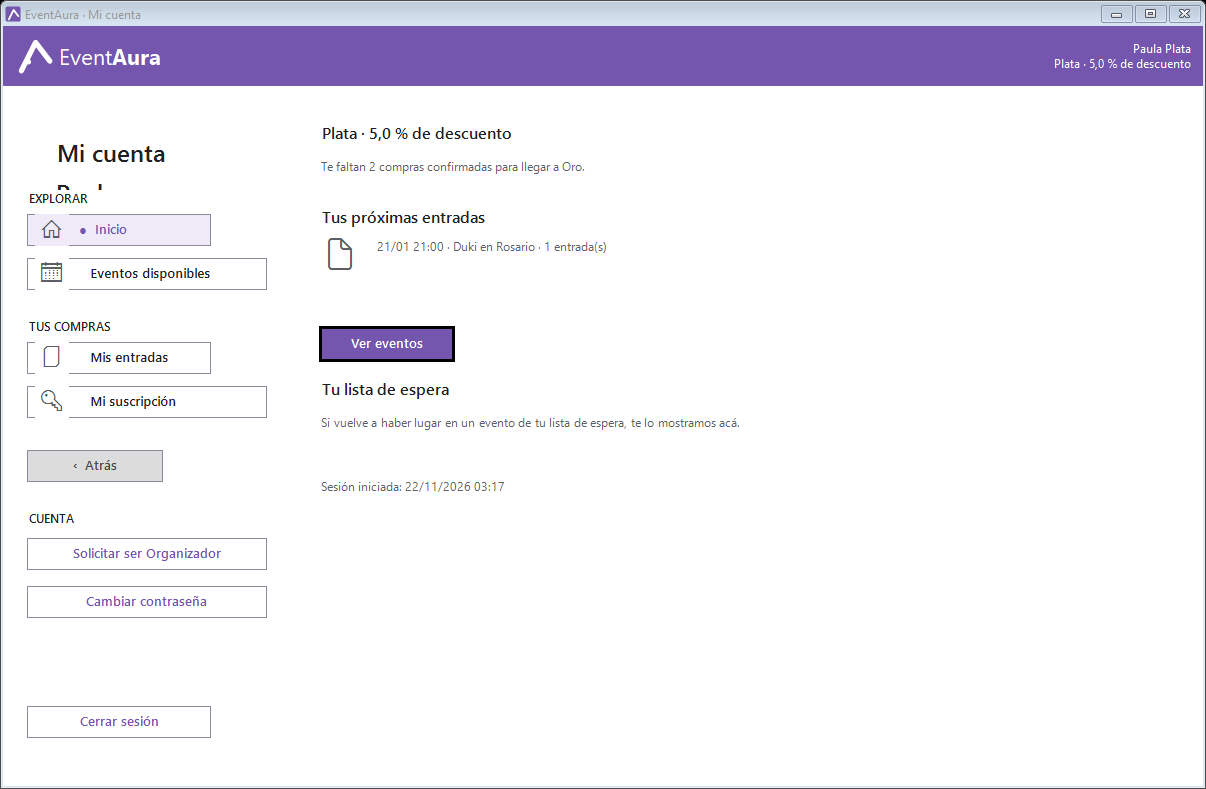 EventAura · Mi cuenta
EventAura
Paula Plata
Plata · 5,0 % de descuento
Mi cuenta
EXPLORAR
• Inicio
Eventos disponibles
TUS COMPRAS
Mis entradas
Mi suscripción
‹ Atrás
CUENTA
Solicitar ser Organizador
Cambiar contraseña
Cerrar sesión
Plata · 5,0 % de descuento
Te faltan 2 compras confirmadas para llegar a Oro.
Tus próximas entradas
21/01 21:00 · Duki en Rosario · 1 entrada(s)
Ver eventos
Tu lista de espera
Si vuelve a haber lugar en un evento de tu lista de espera, te lo mostramos acá.
Sesión iniciada: 22/11/2026 03:17